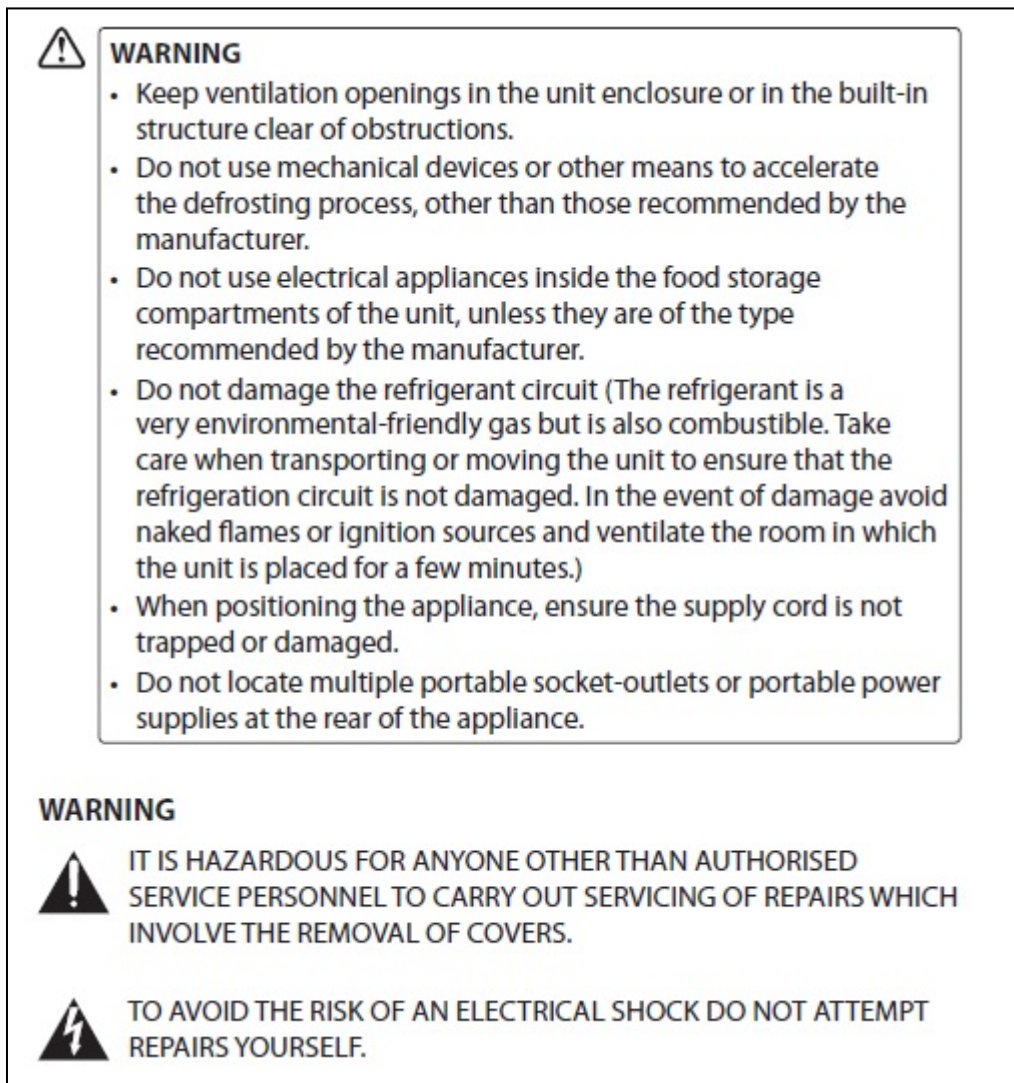 WARNING
• Keep ventilation openings in the unit enclosure or in the built-in
structure clear of obstructions.
• Do not use mechanical devices or other means to accelerate
the defrosting process, other than those recommended by the
manufacturer.
• Do not use electrical appliances inside the food storage
compartments of the unit, unless they are of the type
recommended by the manufacturer.
• Do not damage the refrigerant circuit (The refrigerant is a
very environmental-friendly gas but is also combustible. Take
care when transporting or moving the unit to ensure that the
refrigeration circuit is not damaged. In the event of damage avoid
naked flames or ignition sources and ventilate the room in which
the unit is placed for a few minutes.)
• When positioning the appliance, ensure the supply cord is not
trapped or damaged.
• Do not locate multiple portable socket-outlets or portable power
supplies at the rear of the appliance.
WARNING
IT IS HAZARDOUS FOR ANYONE OTHER THAN AUTHORISED
SERVICE PERSONNEL TO CARRY OUT SERVICING OF REPAIRS WHICH
INVOLVE THE REMOVAL OF COVERS.
TO AVOID THE RISK OF AN ELECTRICAL SHOCK DO NOT ATTEMPT
REPAIRS YOURSELF.